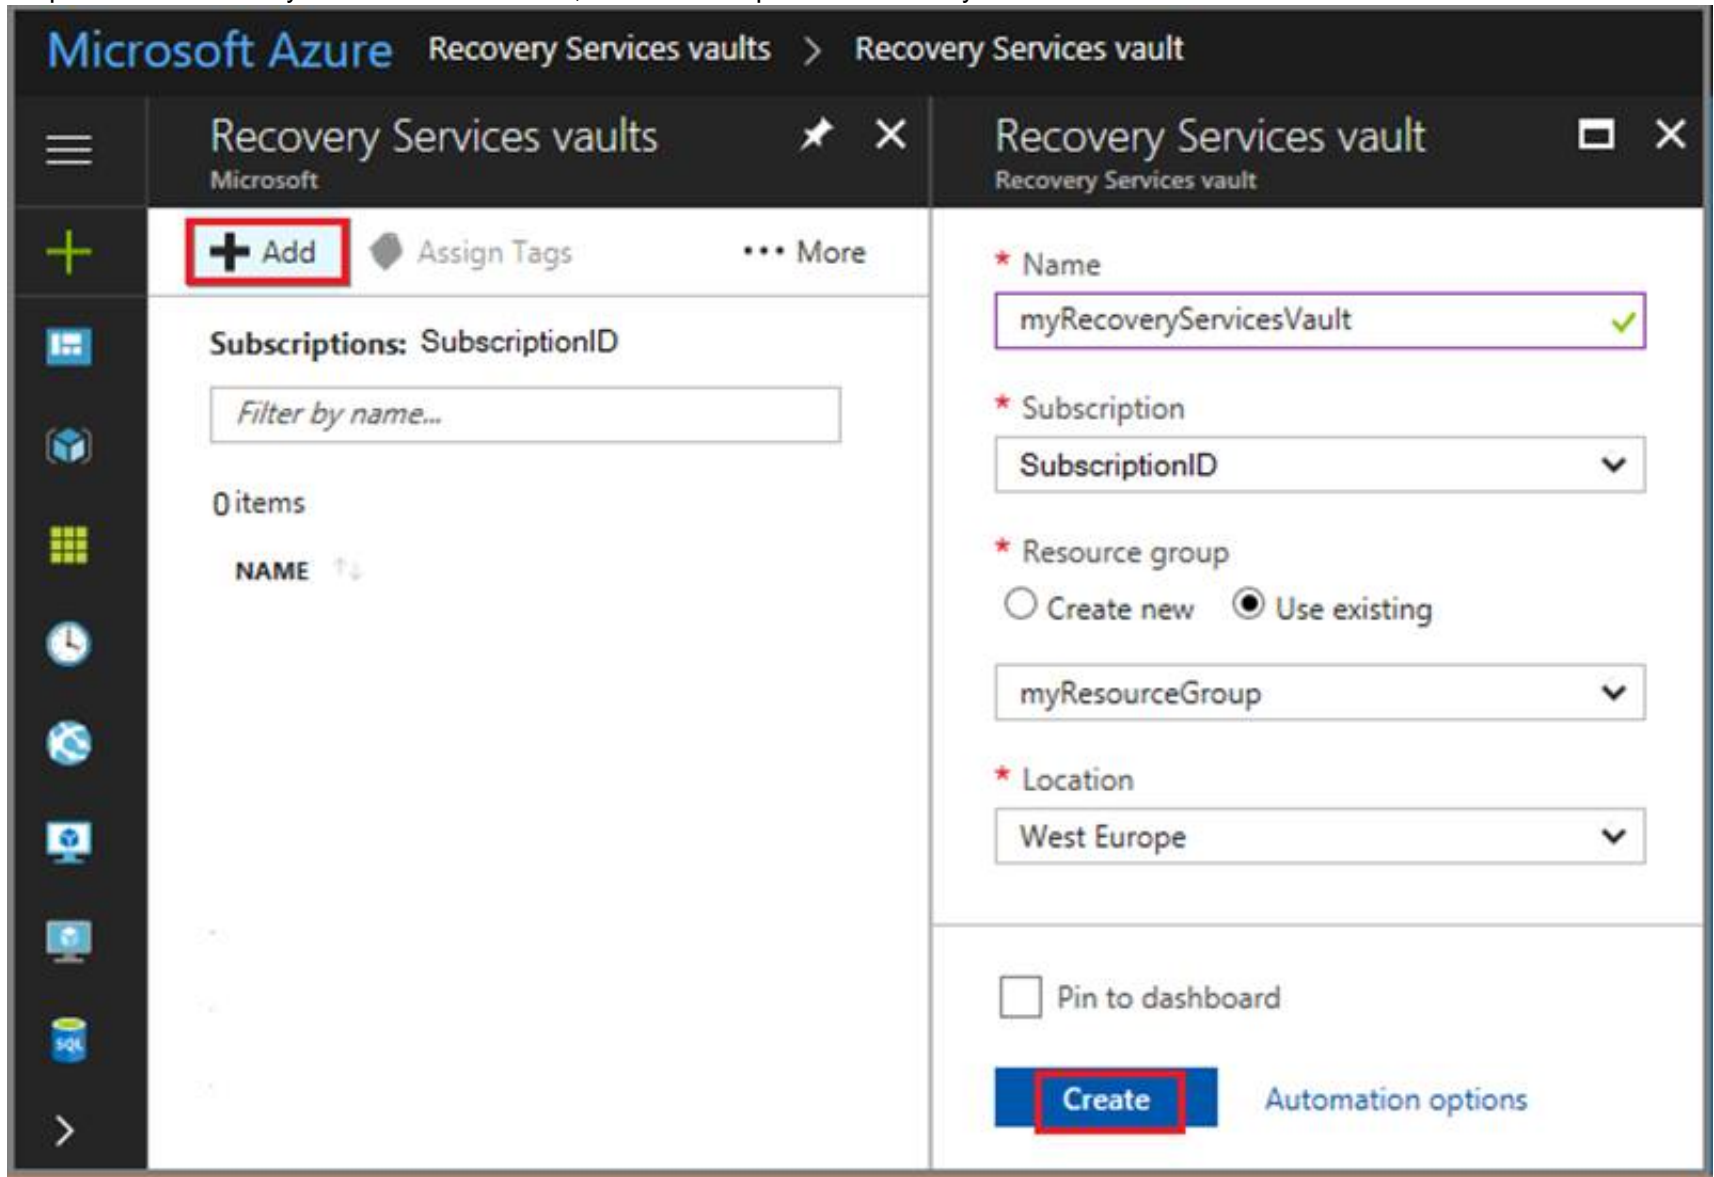 Microsoft Azure Recovery Services vaults > Recovery Services vault
Recovery Services vaults
Microsoft
Add Assign Tags ••• More
Subscriptions: SubscriptionID
Filter by name...
0 items
NAME
SQL
Recovery Services vault
Recovery Services vault
* Name
myRecoveryServicesVault
* Subscription
SubscriptionID
* Resource group
Create new Use existing
myResourceGroup
* Location
West Europe
Pin to dashboard
Create Automation options